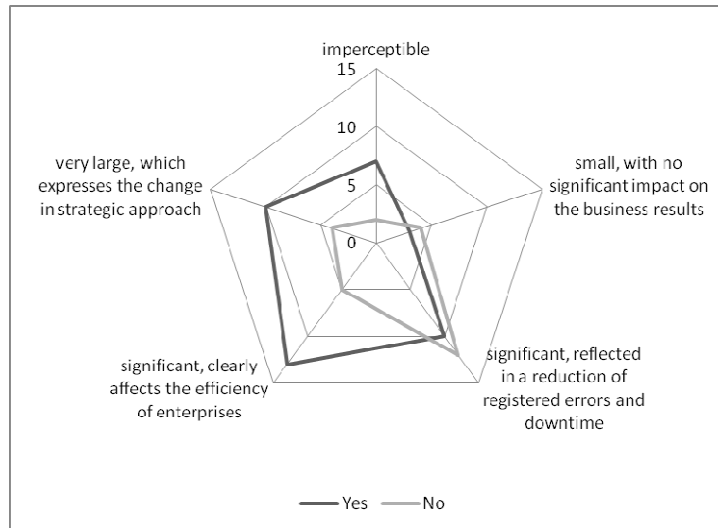 imperceptible
15
10
5
0
very large, which
expresses the change
in strategic approach
small, with no
significant impact on
the business results
significant, clearly
affects the efficiency
of enterprises
significant, reflected
in a reduction of
registered errors and
downtime
Yes
No